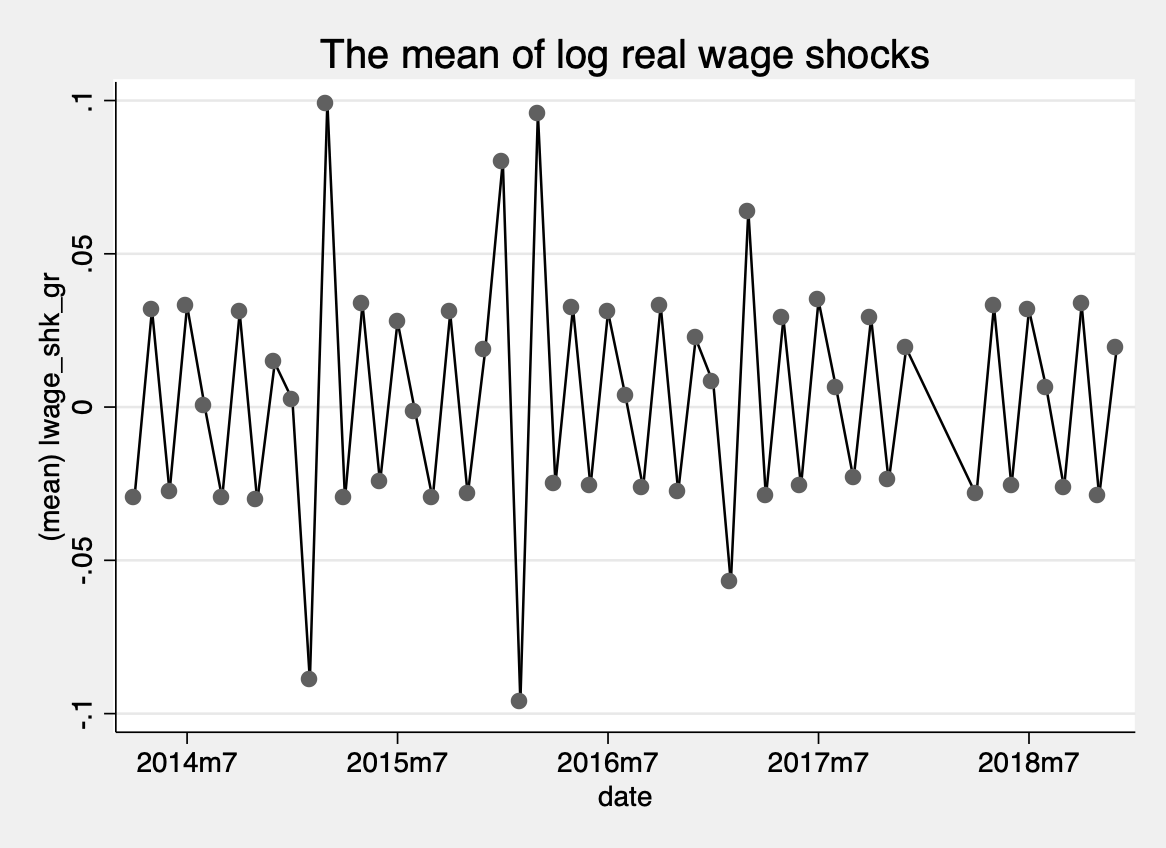 The mean of log real wage shocks
(mean) lwage_shk_gr
.1
.05
0
-.05
-.1
2014m7 2015m7 2016m7 2017m7 2018m7
date